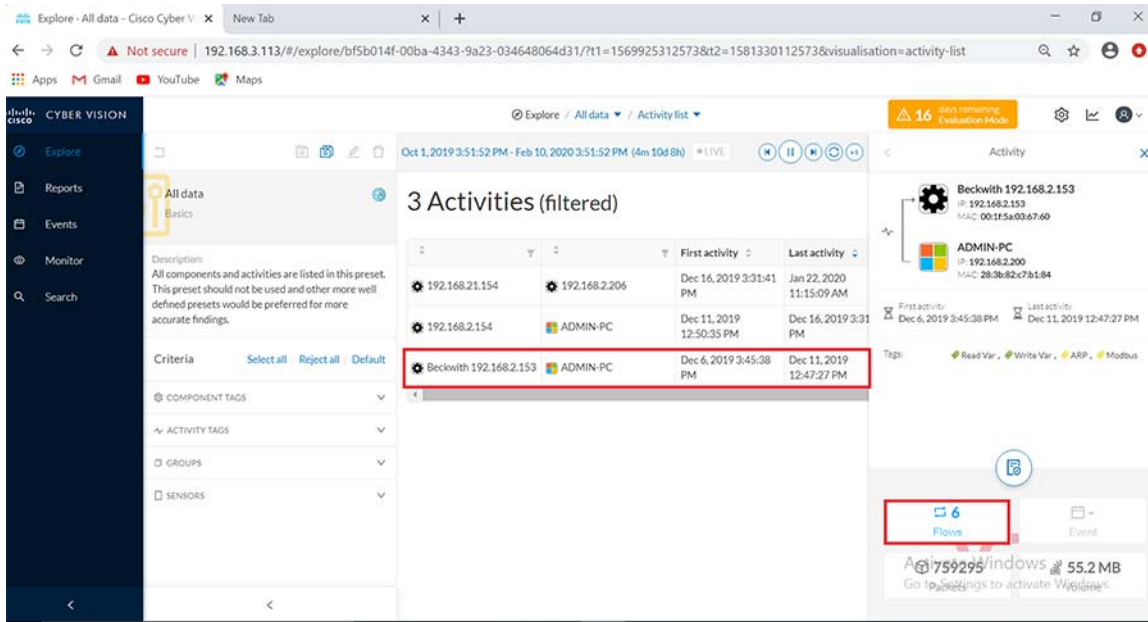 Explore - All data - Cisco Cyber V
New Tab
Not secure | 192.168.3.113/#/explore/bf5b014f-00ba-4343-9a23-034648064d31/?t1=1569925312573&t2=1581330112573&visualisation=activity-list
Apps Gmail YouTube Maps
CISCO CYBER VISION
Explore / All data / Activity list
16 days remaining
Evaluation Mode
Explore
Reports
Events
Monitor
Search
All data
Basics
Description:
All components and activities are listed in this preset.
This preset should not be used and other more well
defined presets would be preferred for more
accurate findings.
Criteria Select all Reject all Default
COMPONENT TAGS
ACTIVITY TAGS
GROUPS
SENSORS
Oct 1, 2019 3:51:52 PM - Feb 10, 2020 3:51:52 PM (4m 10d 8h) LIVE
3 Activities (filtered)
First activity Last activity
192.168.21.154 192.168.2.206 Dec 16, 2019 3:31:41 Jan 22, 2020
PM 11:15:09 AM
192.168.2.154 ADMIN-PC Dec 11, 2019 Dec 16, 2019 3:31
12:50:35 PM PM
Beckwith 192.168.2.153 ADMIN-PC Dec 6, 2019 3:45:38 Dec 11, 2019
PM 12:47:27 PM
Activity
Beckwith 192.168.2.153
IP: 192.168.2.153
MAC: 00:1f:5a:03:67:60
ADMIN-PC
IP: 192.168.2.200
MAC: 28:3b:82:c7:b1:84
First activity Last activity
Dec 6, 2019 3:45:38 PM Dec 11, 2019 12:47:27 PM
Tags: Read Var, Write Var, ARP, Modbus
6 -
Flows Event
Activate Windows
759295 55.2 MB
Go to Settings to activate Windows.
Packets Volume